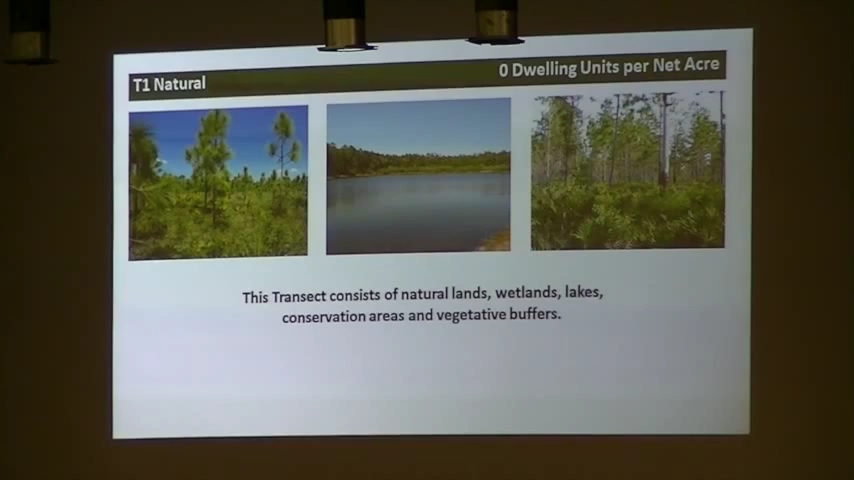 T1 Natural
0 Dwelling Units per Net Acre
This Transect consists of natural lands, wetlands, lakes,
conservation areas and vegetative buffers.